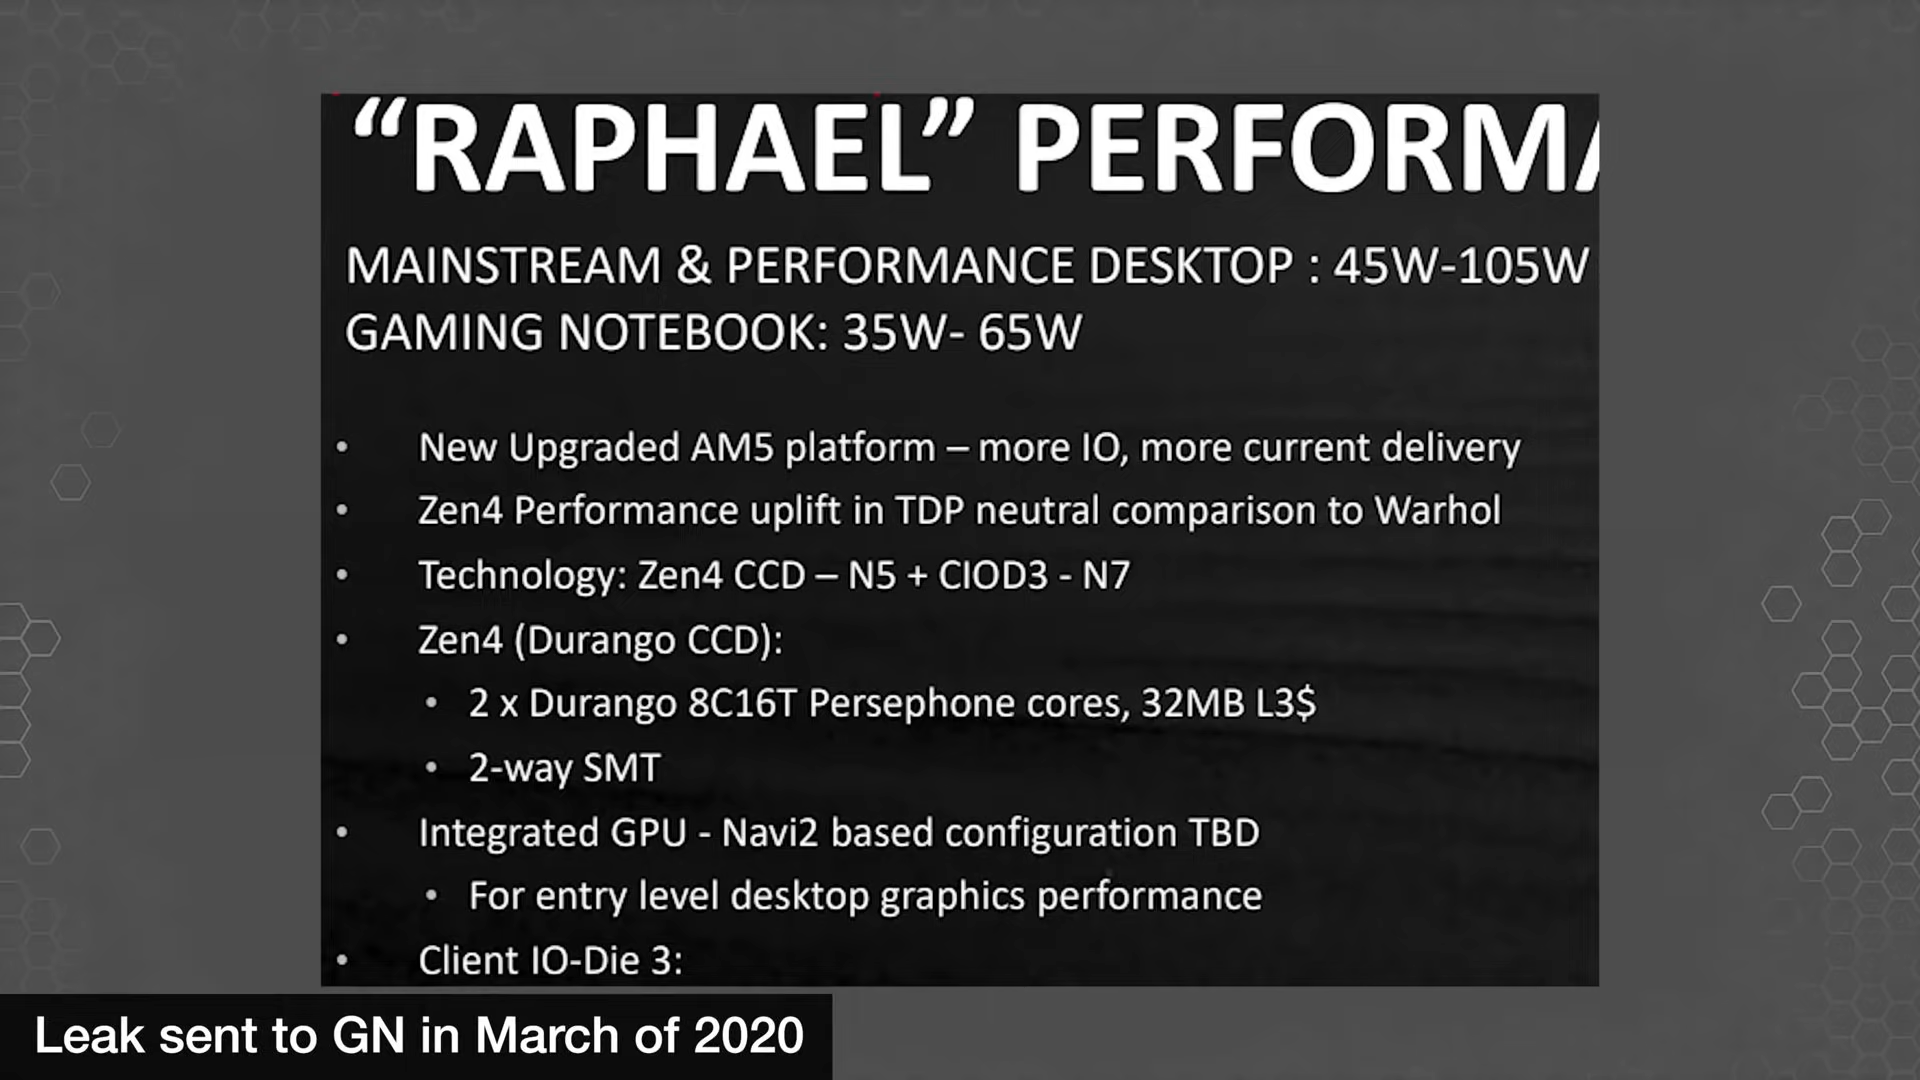 “RAPHAEL” PERFORMA
MAINSTREAM & PERFORMANCE DESKTOP : 45W-105W
GAMING NOTEBOOK: 35W- 65W
• New Upgraded AM5 platform – more IO, more current delivery
• Zen4 Performance uplift in TDP neutral comparison to Warhol
• Technology: Zen4 CCD – N5 + CIOD3 - N7
• Zen4 (Durango CCD):
• 2 x Durango 8C16T Persephone cores, 32MB L3$
• 2-way SMT
• Integrated GPU - Navi2 based configuration TBD
• For entry level desktop graphics performance
• Client IO-Die 3:
Leak sent to GN in March of 2020